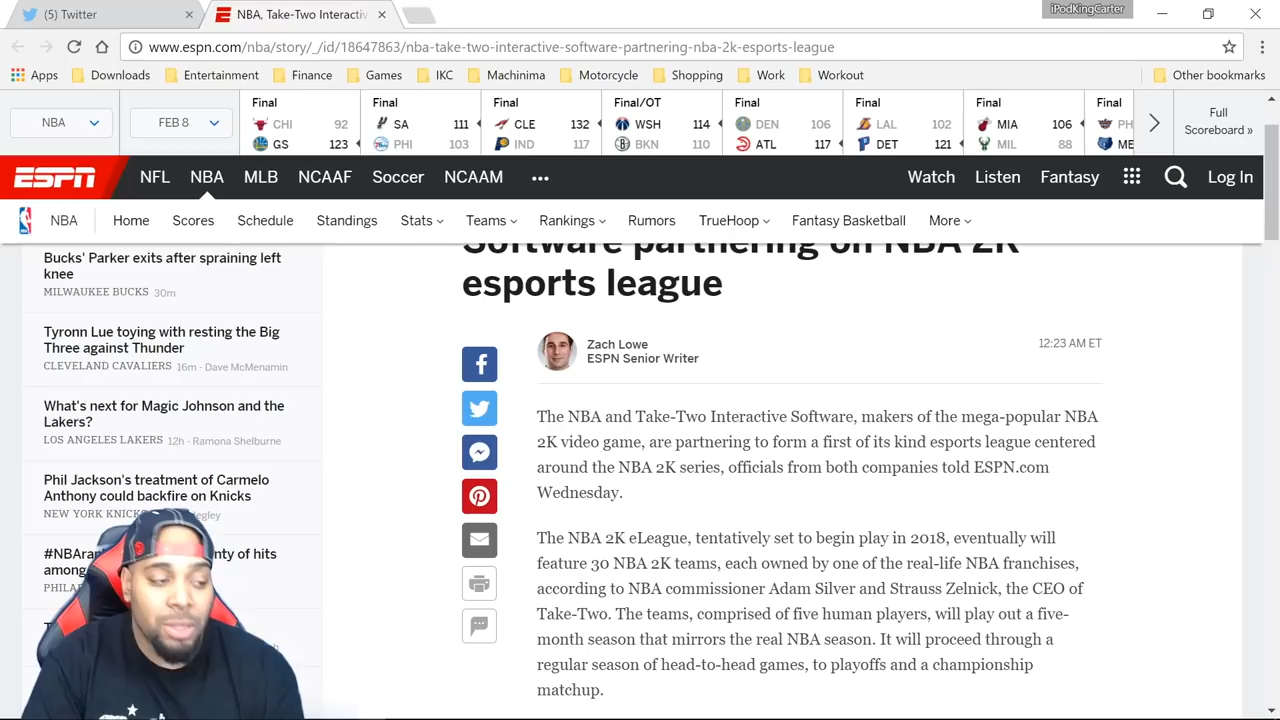 (5) Twitter
NBA, Take-Two Interactiv
iPodKingCarter
www.espn.com/nba/story/_/id/18647863/nba-take-two-interactive-software-partnering-nba-2k-esports-league
Apps
Downloads
Entertainment
Finance
Games
IKC
Machinima
Motorcycle
Shopping
Work
Workout
Other bookmarks
NBA
FEB 8
Final
CHI 92
GS 123
Final
SA 111
PHI 103
Final
CLE 132
IND 117
Final/OT
WSH 114
BKN 110
Final
DEN 106
ATL 117
Final
LAL 102
DET 121
Final
MIA 106
MIL 88
Final
PH
ME
Full
Scoreboard »
ESPN
NFL
NBA
MLB
NCAAF
Soccer
NCAAM
Watch
Listen
Fantasy
Log In
NBA
Home
Scores
Schedule
Standings
Stats
Teams
Rankings
Rumors
TrueHoop
Fantasy Basketball
More
Bucks' Parker exits after spraining left
knee
MILWAUKEE BUCKS 30m
Tyronn Lue toying with resting the Big
Three against Thunder
CLEVELAND CAVALIERS 16m - Dave McMenamin
What's next for Magic Johnson and the
Lakers?
LOS ANGELES LAKERS 12h - Ramona Shelburne
Phil Jackson's treatment of Carmelo
Anthony could backfire on Knicks
NEW YORK KNICK egley
#NBAran nty of hits
among
PHILA
T
Software partnering on NBA 2K
esports league
Zach Lowe
ESPN Senior Writer
12:23 AM ET
The NBA and Take-Two Interactive Software, makers of the mega-popular NBA
2K video game, are partnering to form a first of its kind esports league centered
around the NBA 2K series, officials from both companies told ESPN.com
Wednesday.
The NBA 2K eLeague, tentatively set to begin play in 2018, eventually will
feature 30 NBA 2K teams, each owned by one of the real-life NBA franchises,
according to NBA commissioner Adam Silver and Strauss Zelnick, the CEO of
Take-Two. The teams, comprised of five human players, will play out a five-
month season that mirrors the real NBA season. It will proceed through a
regular season of head-to-head games, to playoffs and a championship
matchup.